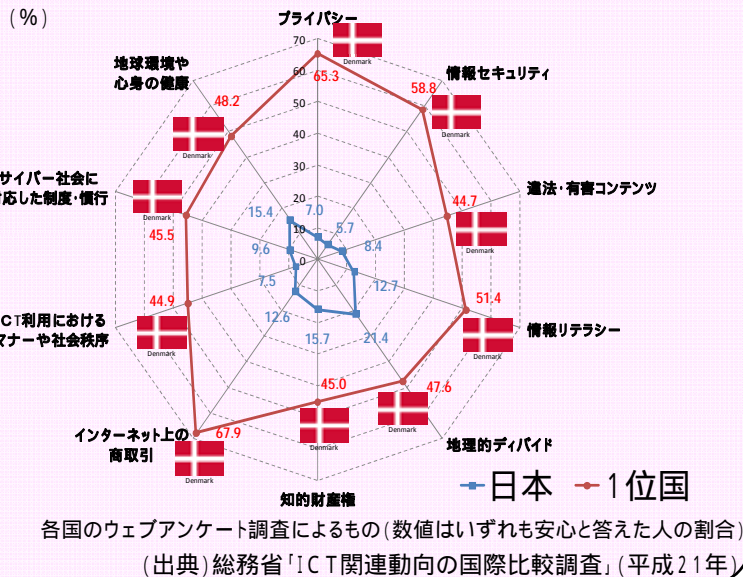 (%)
プライバシー
70
Denmark
地球環境や
心身の健康
60
情報セキュリティ
65.3
58.8
48.2
50
Denmark
Denmark
40
サイバー社会に
応した制度・慣行
30
違法・有害コンテンツ
44.7
Denmark
20
15.4
7.0
5.7
Denmark
45.5
10
9.6
8.4
0
7.5
12.7
44.9
51.4
CT利用における
マナーや社会秩序
12.6
15.7
21.4
情報リテラシー
Denmark
Denmark
45.0
47.6
インターネット上の
商取引
67.9
Denmark
Denmark
地理的ディバイド
Denmark
知的財産権
日本
1位国
各国のウェブアンケート調査によるもの(数値はいずれも安心と答えた人の割合)
(出典)総務省「ICT関連動向の国際比較調査」(平成21年)